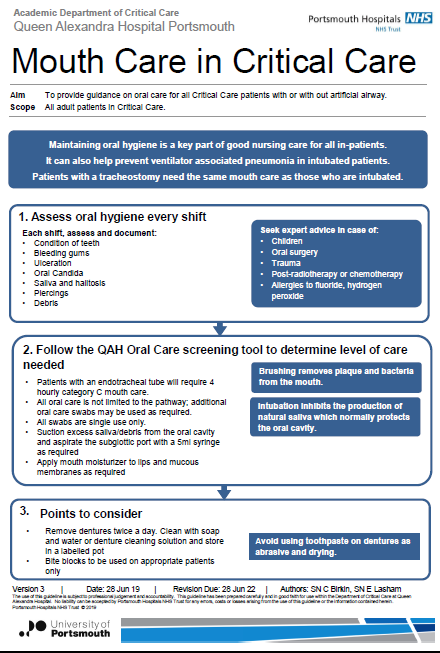 Academic Department of Critical Care
Queen Alexandra Hospital Portsmouth
Portsmouth Hospitals NHS
NHS Trust
Mouth Care in Critical Care
Aim To provide guidance on oral care for all Critical Care patients with or with out artificial airway.
Scope All adult patients in Critical Care.
Maintaining oral hygiene is a key part of good nursing care for all in-patients.
It can also help prevent ventilator associated pneumonia in intubated patients.
Patients with a tracheostomy need the same mouth care as those who are intubated.
1. Assess oral hygiene every shift
Each shift, assess and document:
• Condition of teeth
• Bleeding gums
• Ulceration
• Oral Candida
• Saliva and halitosis
• Piercings
• Debris
Seek expert advice in case of:
• Children
• Oral surgery
• Trauma
• Post-radiotherapy or chemotherapy
• Allergies to fluoride, hydrogen
peroxide
2. Follow the QAH Oral Care screening tool to determine level of care
needed
• Patients with an endotracheal tube will require 4
hourly category C mouth care.
• All oral care is not limited to the pathway; additional
oral care swabs may be used as required.
• All swabs are single use only.
• Suction excess saliva/debris from the oral cavity
and aspirate the subglottic port with a 5ml syringe
as required
• Apply mouth moisturizer to lips and mucous
membranes as required
Brushing removes plaque and bacteria
from the mouth.
Intubation inhibits the production of
natural saliva which normally protects
the oral cavity.
3. Points to consider
• Remove dentures twice a day. Clean with soap
and water or denture cleaning solution and store
in a labelled pot
• Bite blocks to be used on appropriate patients
only
Avoid using toothpaste on dentures as
abrasive and drying.
Version 3 | Date: 28 Jun 19 | Revision Due: 28 Jun 22 | Authors: SN C Birkin, SN E Lasham
The use of this guideline is subject to professional judgement and accountability. This guideline has been prepared carefully and in good faith for use within the Department of Critical Care at Queen
Alexandra Hospital. No liability can be accepted by Portsmouth Hospitals NHS Trust for any errors, costs or losses arising from the use of this guideline or the information contained herein.
Portsmouth Hospitals NHS Trust © 2019
University of
Portsmouth